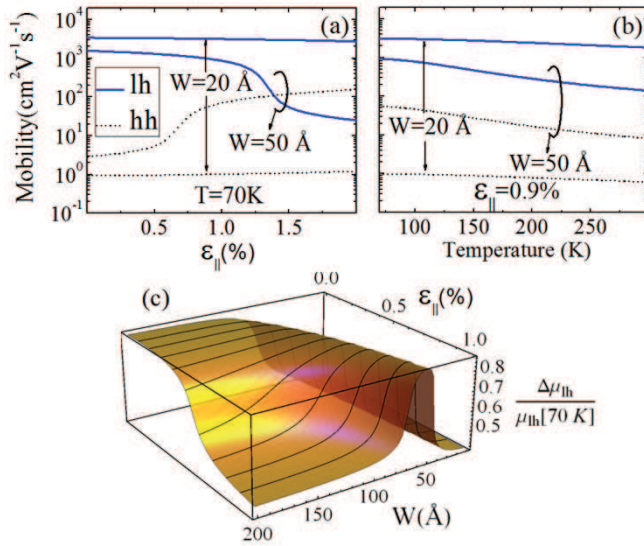 (a)
(b)
Mobility(cm²V⁻¹s⁻¹)
10⁴
10³
10²
10¹
10⁰
10⁻¹
lh
hh
W=20 Å
W=50 Å
T=70K
W=20 Å
W=50 Å
ε||=0.9%
0.5 1.0 1.5
100 150 200 250
ε||(%)
Temperature (K)
(c)
0.0
0.5
1.0
ε||(%)
0.8
0.7
0.6
0.5
Δμlh
μlh[70 K]
200 150 100 50
W(Å)